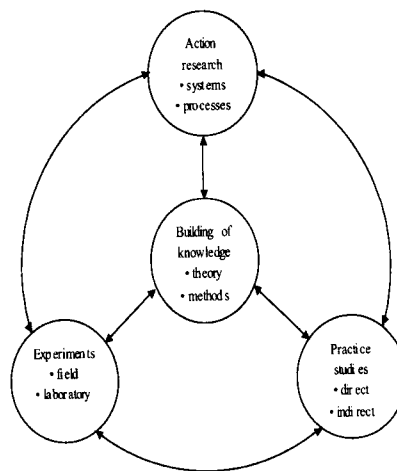 Action
research
• systems
• processes
Building of
knowledge
• theory
• methods
Experiments
• field
• laboratory
Practice
studies
• direct
• indirect